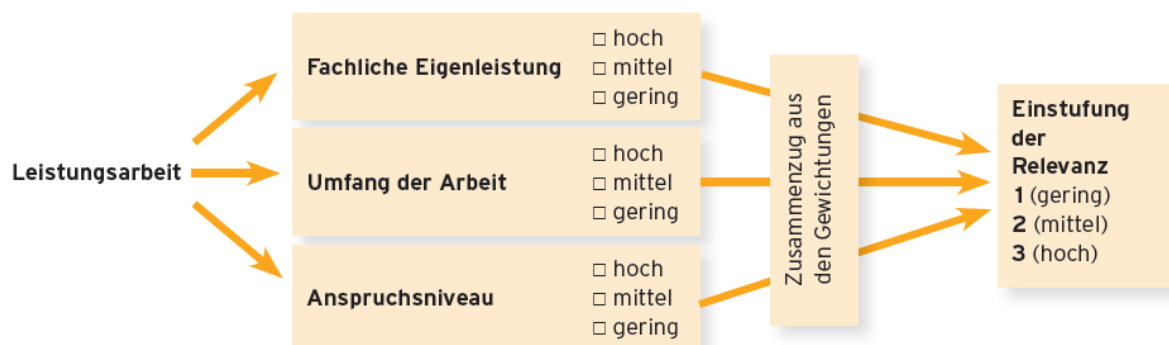 Leistungsarbeit
Fachliche Eigenleistung
□ hoch
□ mittel
□ gering
Umfang der Arbeit
□ hoch
□ mittel
□ gering
Anspruchsniveau
□ hoch
□ mittel
□ gering
Zusammenzug aus
den Gewichtungen
Einstufung
der
Relevanz
1 (gering)
2 (mittel)
3 (hoch)